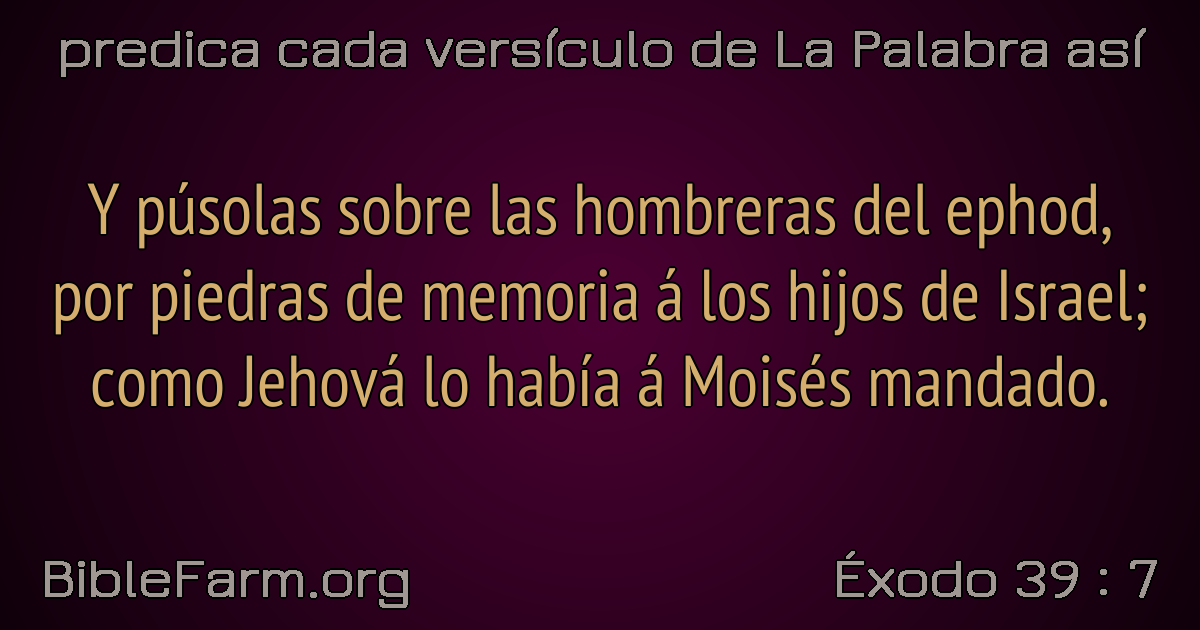 predica cada versículo de La Palabra así
Y púsolas sobre las hombreras del ephod,
por piedras de memoria á los hijos de Israel;
como Jehová lo había á Moisés mandado.
BibleFarm.org
Éxodo 39 : 7